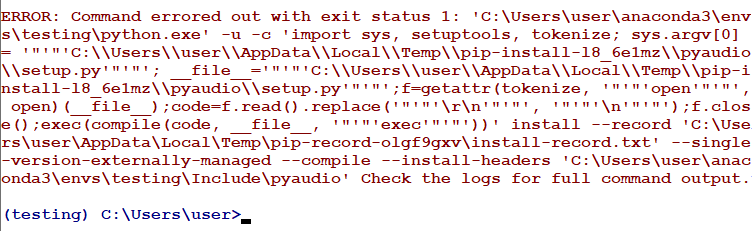 ERROR: Command errored out with exit status 1: 'C:\Users\user\anaconda3\env
s\testing\python.exe' -u -c 'import sys, setuptools, tokenize; sys.argv[0]
= '"'"'C:\\Users\\user\\AppData\\Local\\Temp\\pip-install-l8_6e1mz\\pyaudio
\\setup.py'"'"'; __file__='"'"'C:\\Users\\user\\AppData\\Local\\Temp\\pip-i
nstall-l8_6e1mz\\pyaudio\\setup.py'"'"';f=getattr(tokenize, '"'"'open'"'"',
 open)(__file__);code=f.read().replace('"'"'\r\n'"'"', '"'"'\n'"'"');f.clos
e();exec(compile(code, __file__, '"'"'exec'"'"'))' install --record 'C:\Use
rs\user\AppData\Local\Temp\pip-record-olgf9gxv\install-record.txt' --single
-version-externally-managed --compile --install-headers 'C:\Users\user\anac
onda3\envs\testing\Include\pyaudio' Check the logs for full command output.
(testing) C:\Users\user>